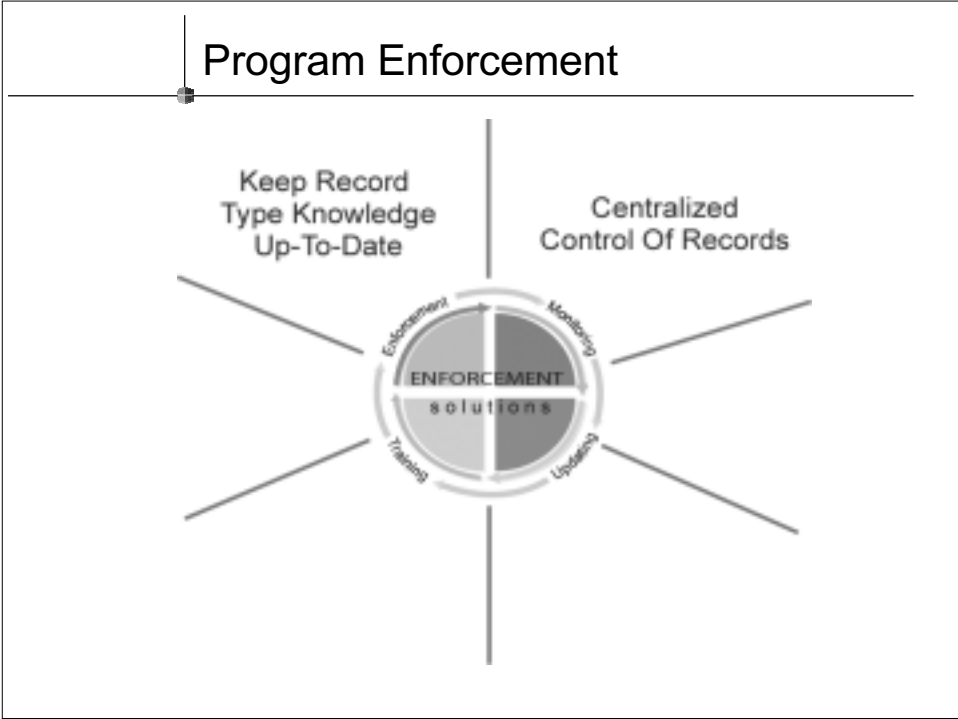 Program Enforcement
Keep Record
Type Knowledge
Up-To-Date
Centralized
Control Of Records
Enforcement
Monitoring
ENFORCEMENT
solutions
Training
Updating